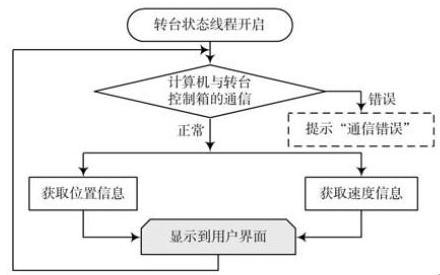 转台状态线程开启
计算机与转台
控制箱的通信
错误
正常
提示“通信错误”
获取位置信息
获取速度信息
显示到用户界面